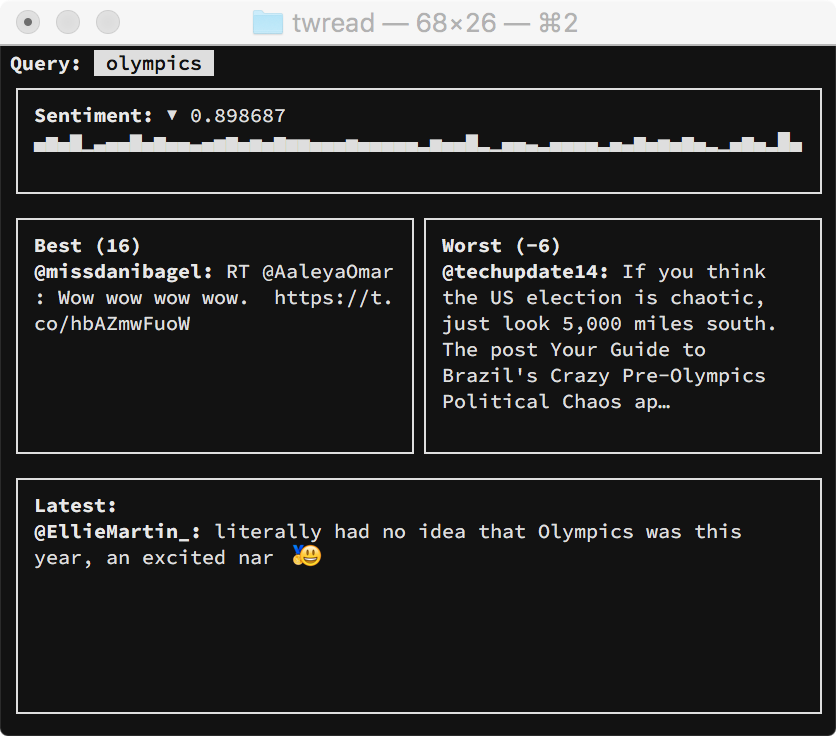 twread — 68×26 — ⌘2
Query: olympics
Sentiment: ▼ 0.898687
Best (16)
@missdanibagel: RT @AaleyaOmar
: Wow wow wow wow.  https://t.
co/hbAZmwFuoW
Worst (-6)
@techupdate14: If you think
the US election is chaotic,
just look 5,000 miles south.
The post Your Guide to
Brazil's Crazy Pre-Olympics
Political Chaos ap…
Latest:
@EllieMartin_: literally had no idea that Olympics was this
year, an excited nar 🏅😃